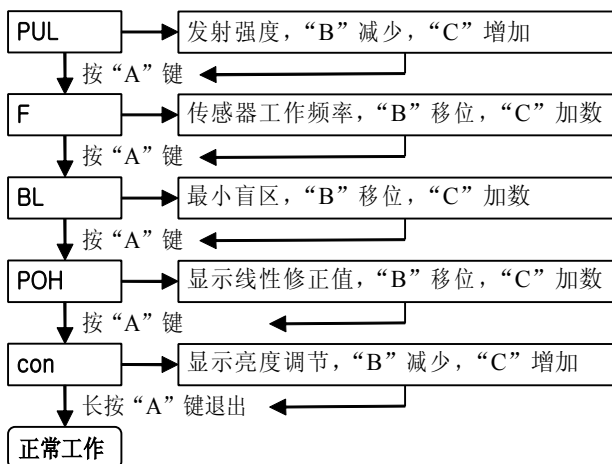 PUL 发射强度，“B”减少，“C”增加
按“A”键
F 传感器工作频率，“B”移位，“C”加数
按“A”键
BL 最小盲区，“B”移位，“C”加数
按“A”键
POH 显示线性修正值，“B”移位，“C”加数
按“A”键
con 显示亮度调节，“B”减少，“C”增加
长按“A”键退出
正常工作